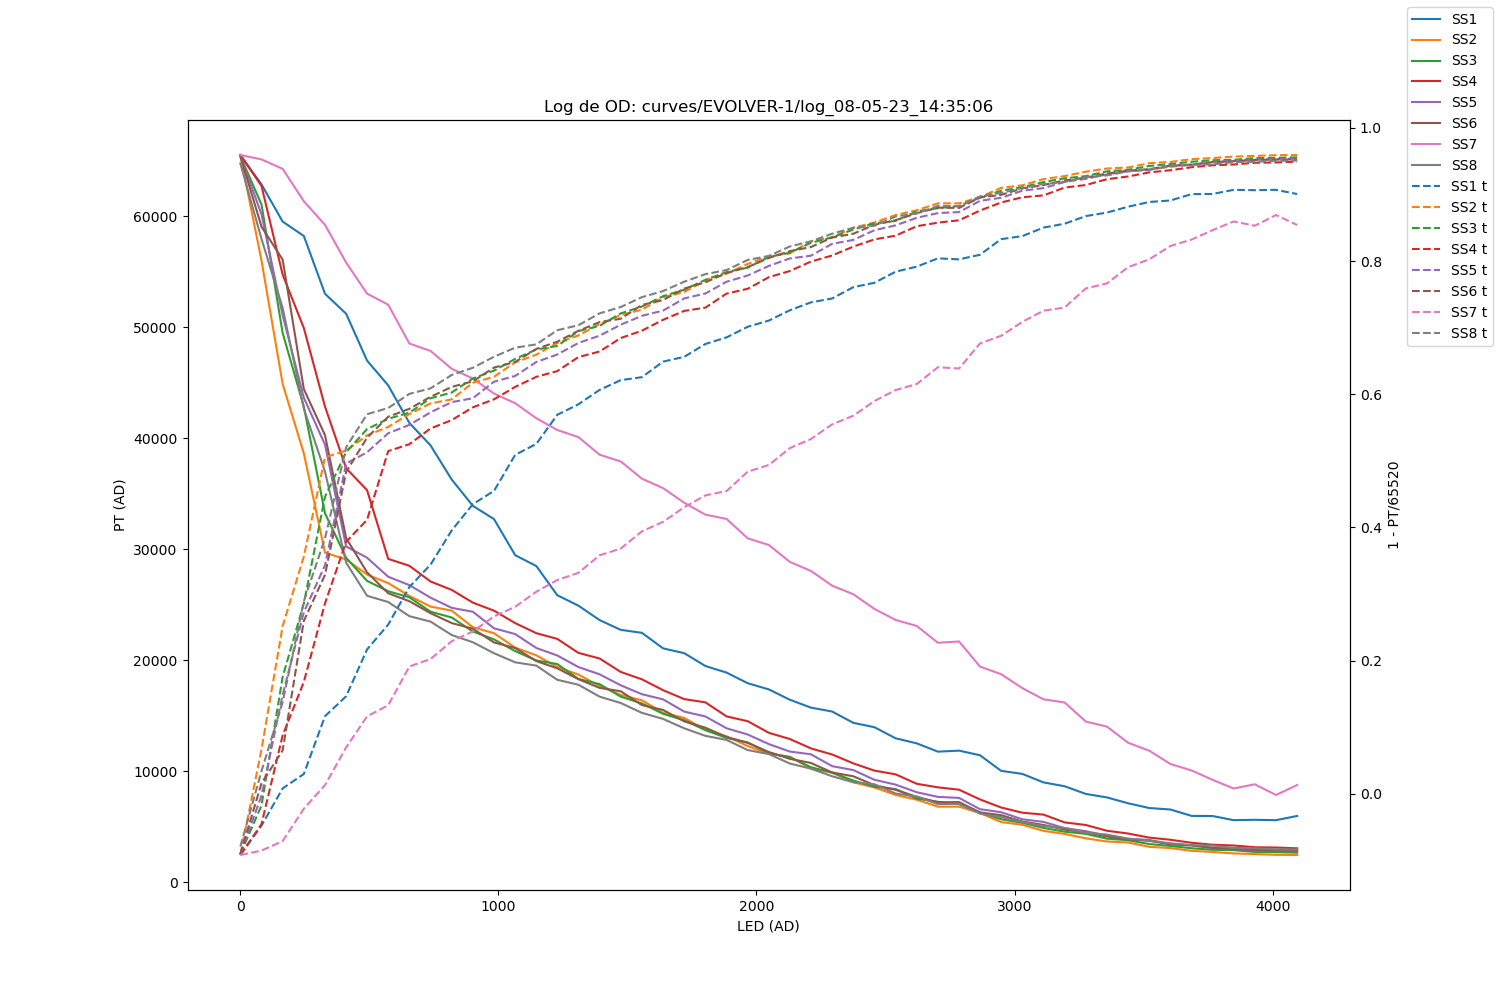 Log de OD: curves/EVOLVER-1/log_08-05-23_14:35:06
SS1
SS2
SS3
SS4
SS5
SS6
SS7
SS8
SS1 t
SS2 t
SS3 t
SS4 t
SS5 t
SS6 t
SS7 t
SS8 t
PT (AD)
60000
50000
40000
30000
20000
10000
0
1.0
0.8
0.6
0.4
0.2
0.0
1 - PT/65520
0 1000 2000 3000 4000
LED (AD)